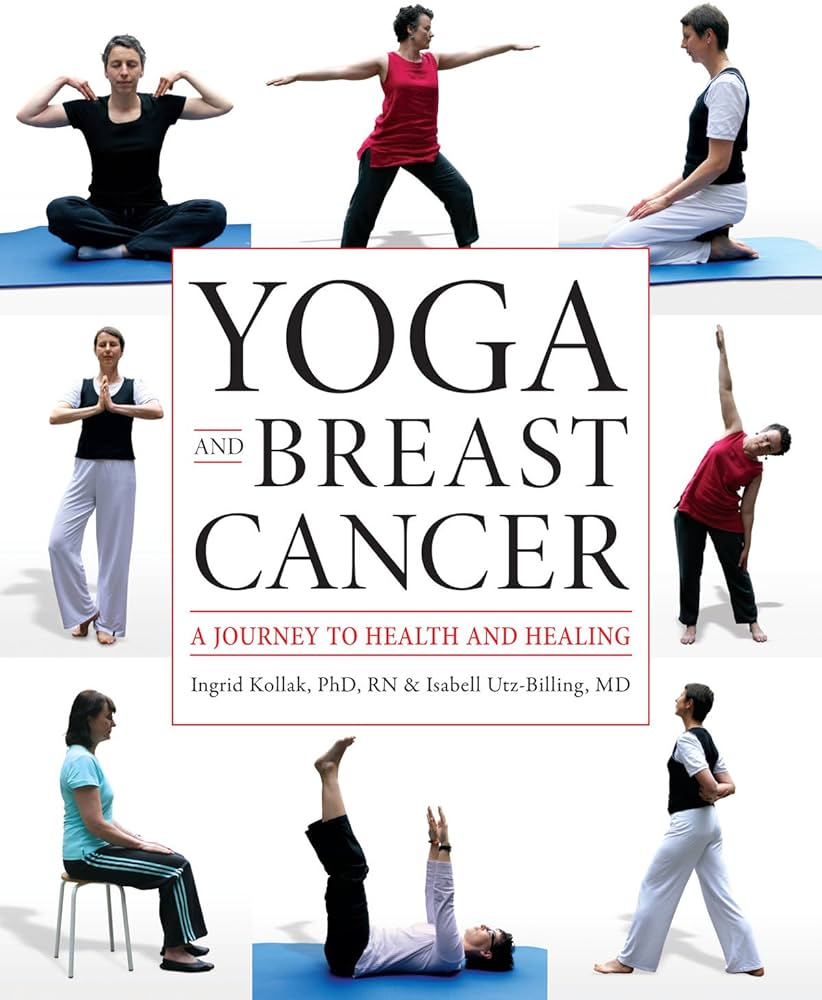 YOGA
AND BREAST
CANCER
A JOURNEY TO HEALTH AND HEALING
Ingrid Kollak, PhD, RN & Isabell Utz-Billing, MD